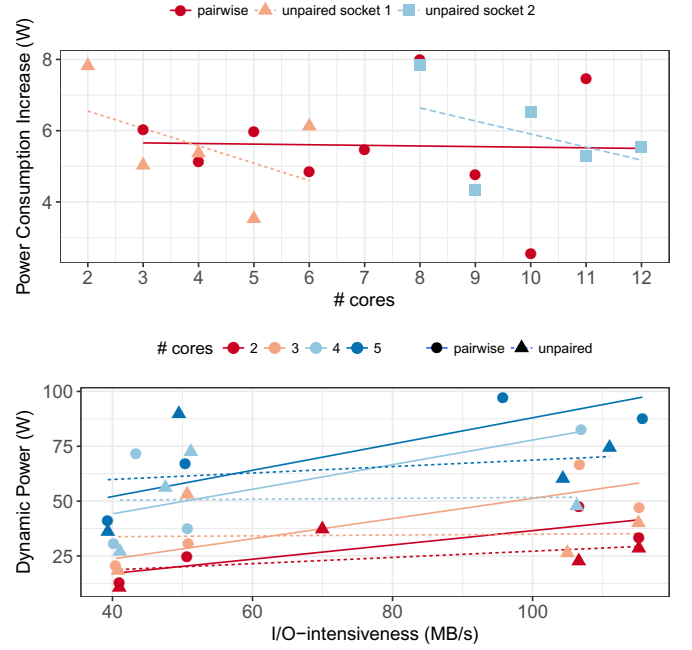 pairwise unpaired socket 1 unpaired socket 2
Power Consumption Increase (W)
8
6
4
2 3 4 5 6 7 8 9 10 11 12
# cores
# cores 2 3 4 5 pairwise unpaired
Dynamic Power (W)
100
75
50
25
40 60 80 100
I/O−intensiveness (MB/s)